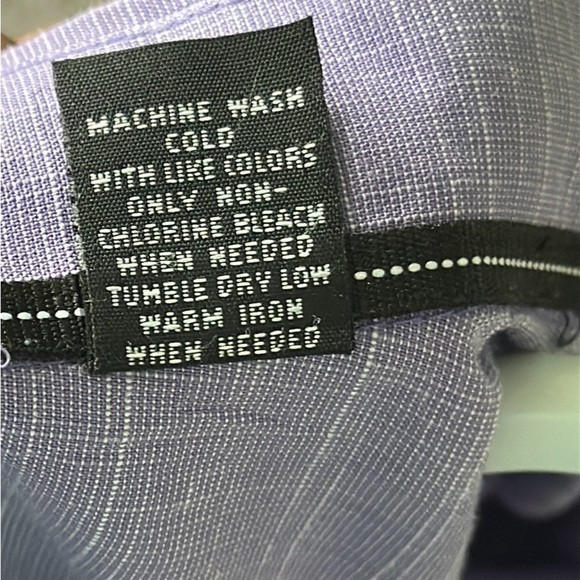 MACHINE WASH
COLD
WITH LIKE COLORS
ONLY NON-
CHLORINE BLEACH
WHEN NEEDED
TUMBLE DRY LOW
WARM IRON
WHEN NEEDED